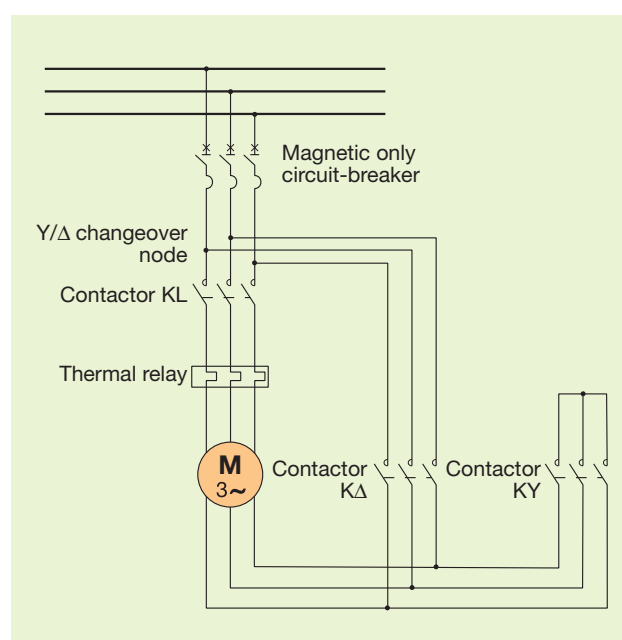 Magnetic only
circuit-breaker
Y/Δ changeover
node
Contactor KL
Thermal relay
M
3~
Contactor
KΔ
Contactor
KY